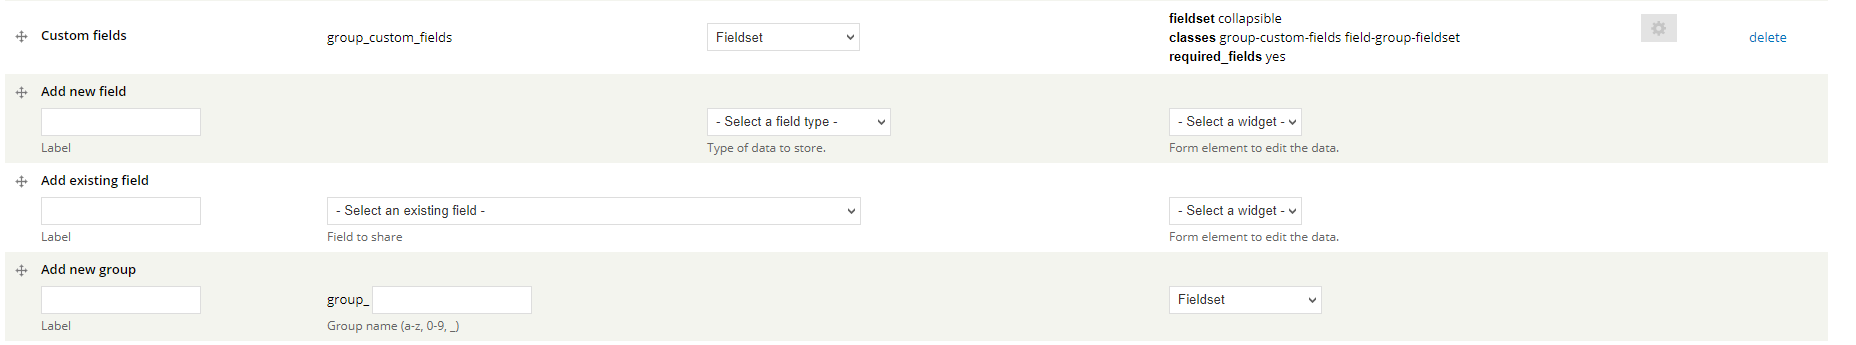 Custom fields
group_custom_fields
Fieldset
fieldset collapsible
classes group-custom-fields field-group-fieldset
required_fields yes
delete
Add new field
- Select a field type -
- Select a widget -
Label
Type of data to store.
Form element to edit the data.
Add existing field
- Select an existing field -
- Select a widget -
Label
Field to share
Form element to edit the data.
Add new group
group_
Fieldset
Label
Group name (a-z, 0-9, _)